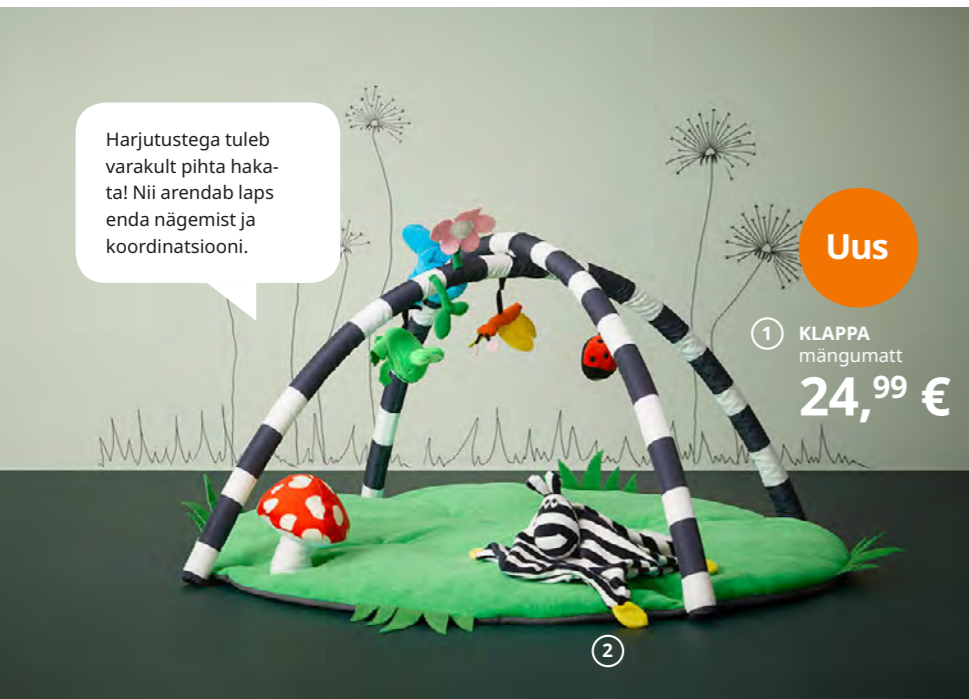 Harjutustega tuleb
varakult pihta haka-
ta! Nii arendab laps
enda nägemist ja
koordinatsiooni.
Uus
1 KLAPPA
mängumatt
24,99 €
2